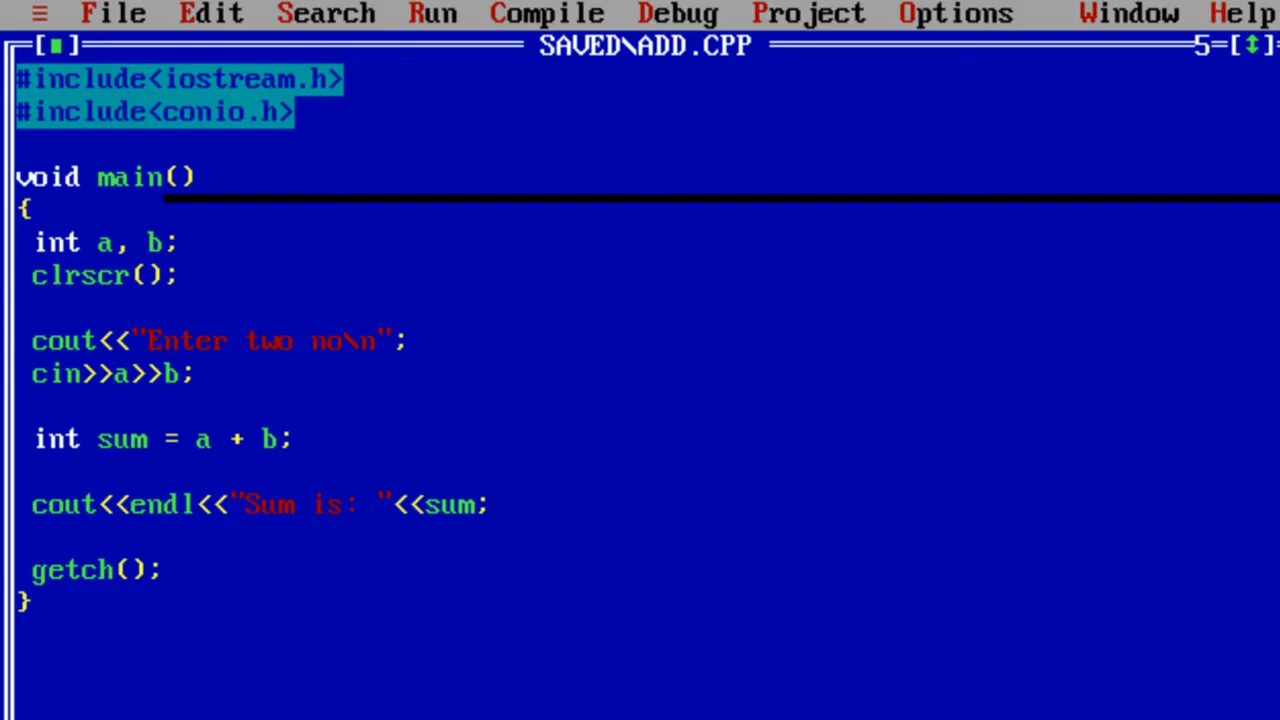 ≡ File Edit Search Run Compile Debug Project Options Window Help
[■] SAVED\ADD.CPP 5=[↕]
#include<iostream.h>
#include<conio.h>
void main()
{
int a, b;
clrscr();
cout<<"Enter two no\n";
cin>>a>>b;
int sum = a + b;
cout<<endl<<"Sum is: "<<sum;
getch();
}